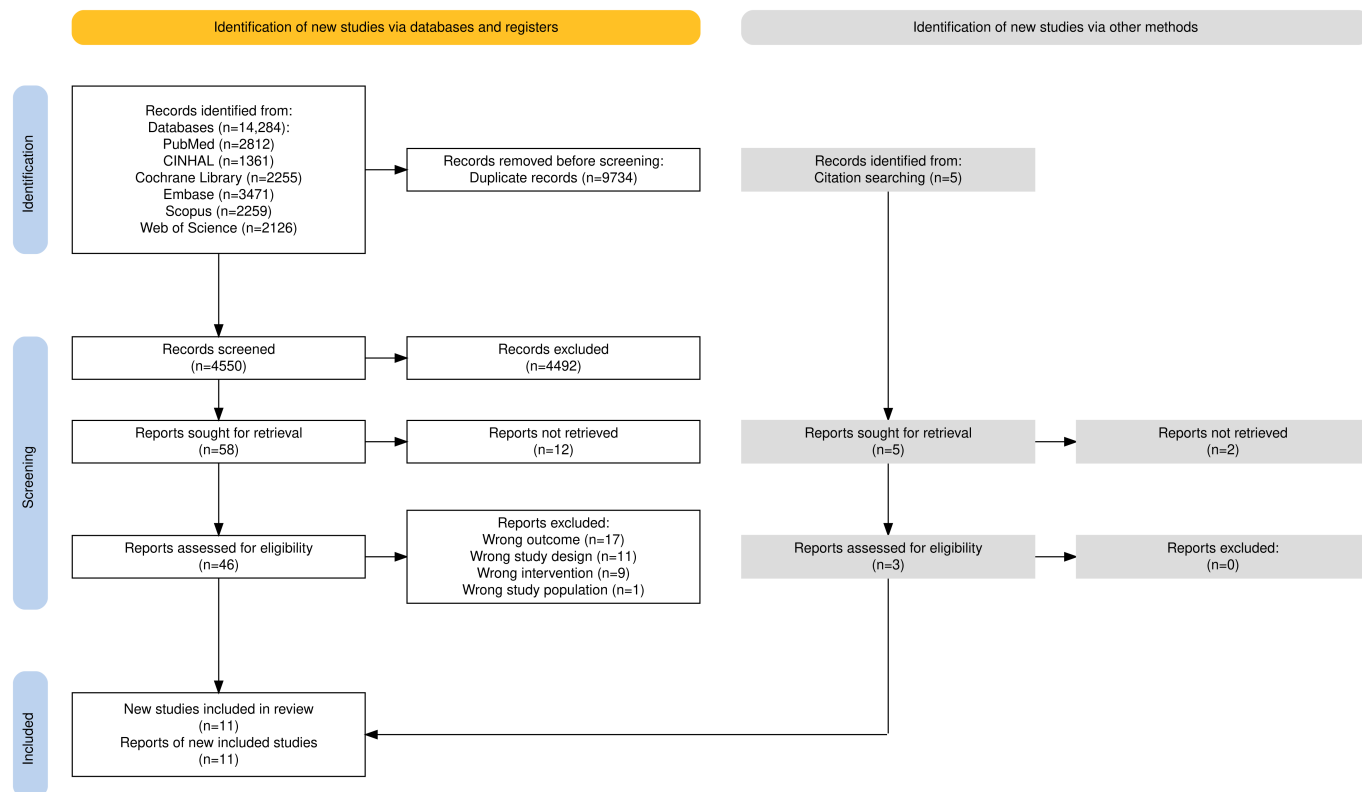 Identification of new studies via databases and registers
Identification of new studies via other methods
Identification
Records identified from:
Databases (n=14,284):
PubMed (n=2812)
CINHAL (n=1361)
Cochrane Library (n=2255)
Embase (n=3471)
Scopus (n=2259)
Web of Science (n=2126)
Records removed before screening:
Duplicate records (n=9734)
Records identified from:
Citation searching (n=5)
Screening
Records screened
(n=4550)
Records excluded
(n=4492)
Reports sought for retrieval
(n=58)
Reports not retrieved
(n=12)
Reports sought for retrieval
(n=5)
Reports not retrieved
(n=2)
Reports assessed for eligibility
(n=46)
Reports excluded:
Wrong outcome (n=17)
Wrong study design (n=11)
Wrong intervention (n=9)
Wrong study population (n=1)
Reports assessed for eligibility
(n=3)
Reports excluded:
(n=0)
Included
New studies included in review
(n=11)
Reports of new included studies
(n=11)